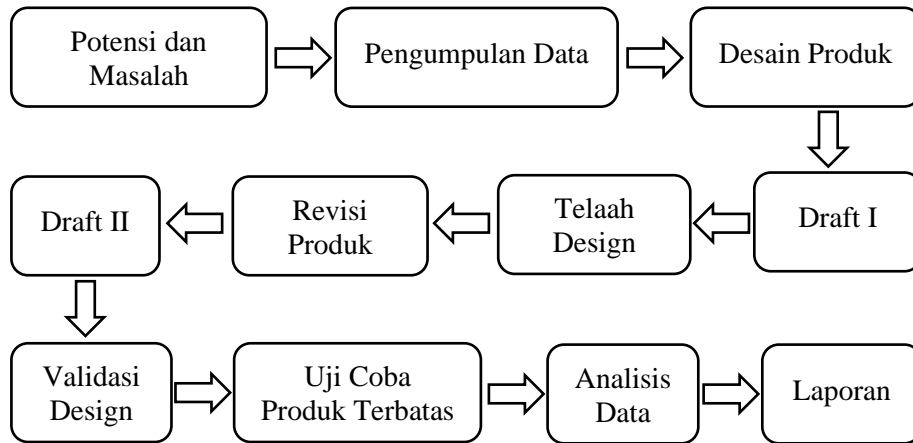 Potensi dan
Masalah
Pengumpulan Data
Desain Produk
Draft II
Revisi
Produk
Telaah
Design
Draft I
Validasi
Design
Uji Coba
Produk Terbatas
Analisis
Data
Laporan